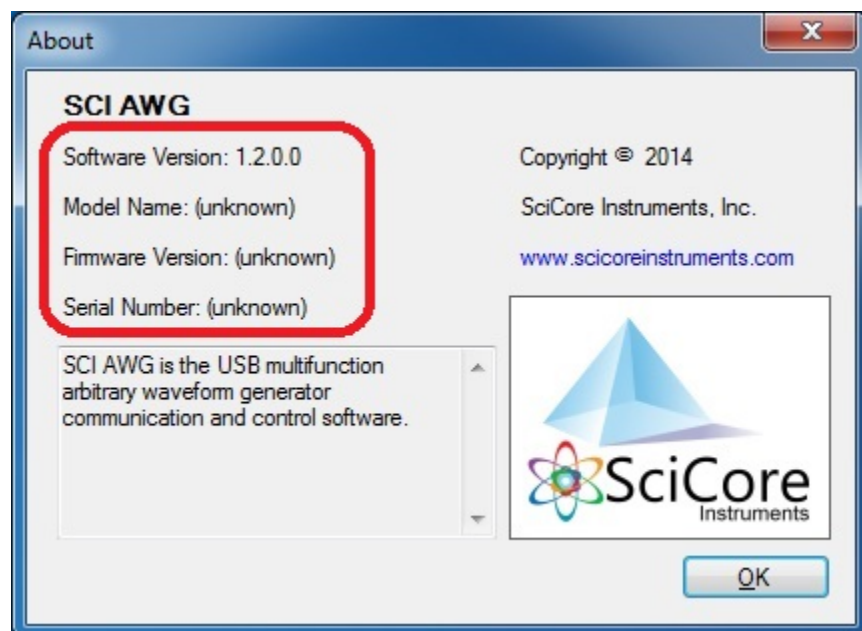 About
SCI AWG
Software Version: 1.2.0.0
Model Name: (unknown)
Firmware Version: (unknown)
Serial Number: (unknown)
SCI AWG is the USB multifunction
arbitrary waveform generator
communication and control software.
Copyright © 2014
SciCore Instruments, Inc.
www.scicoreinstruments.com
SciCore
Instruments
OK